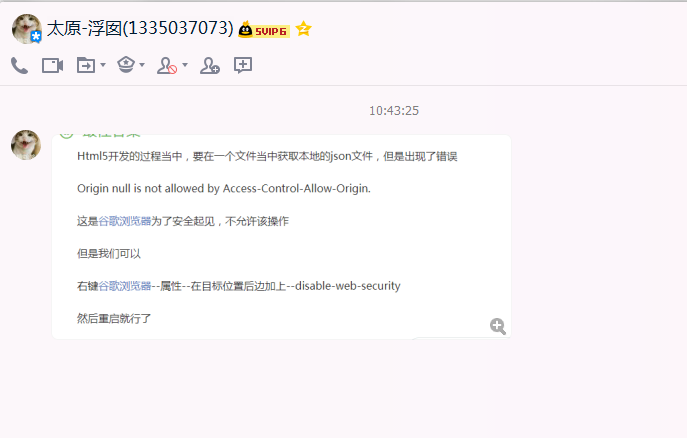 太原-浮图(1335037073) SVIP6
10:43:25
Html5开发的过程当中，要在一个文件当中获取本地的json文件，但是出现了错误
Origin null is not allowed by Access-Control-Allow-Origin.
这是谷歌浏览器为了安全起见，不允许该操作
但是我们可以
右键谷歌浏览器--属性--在目标位置后边加上--disable-web-security
然后重启就行了